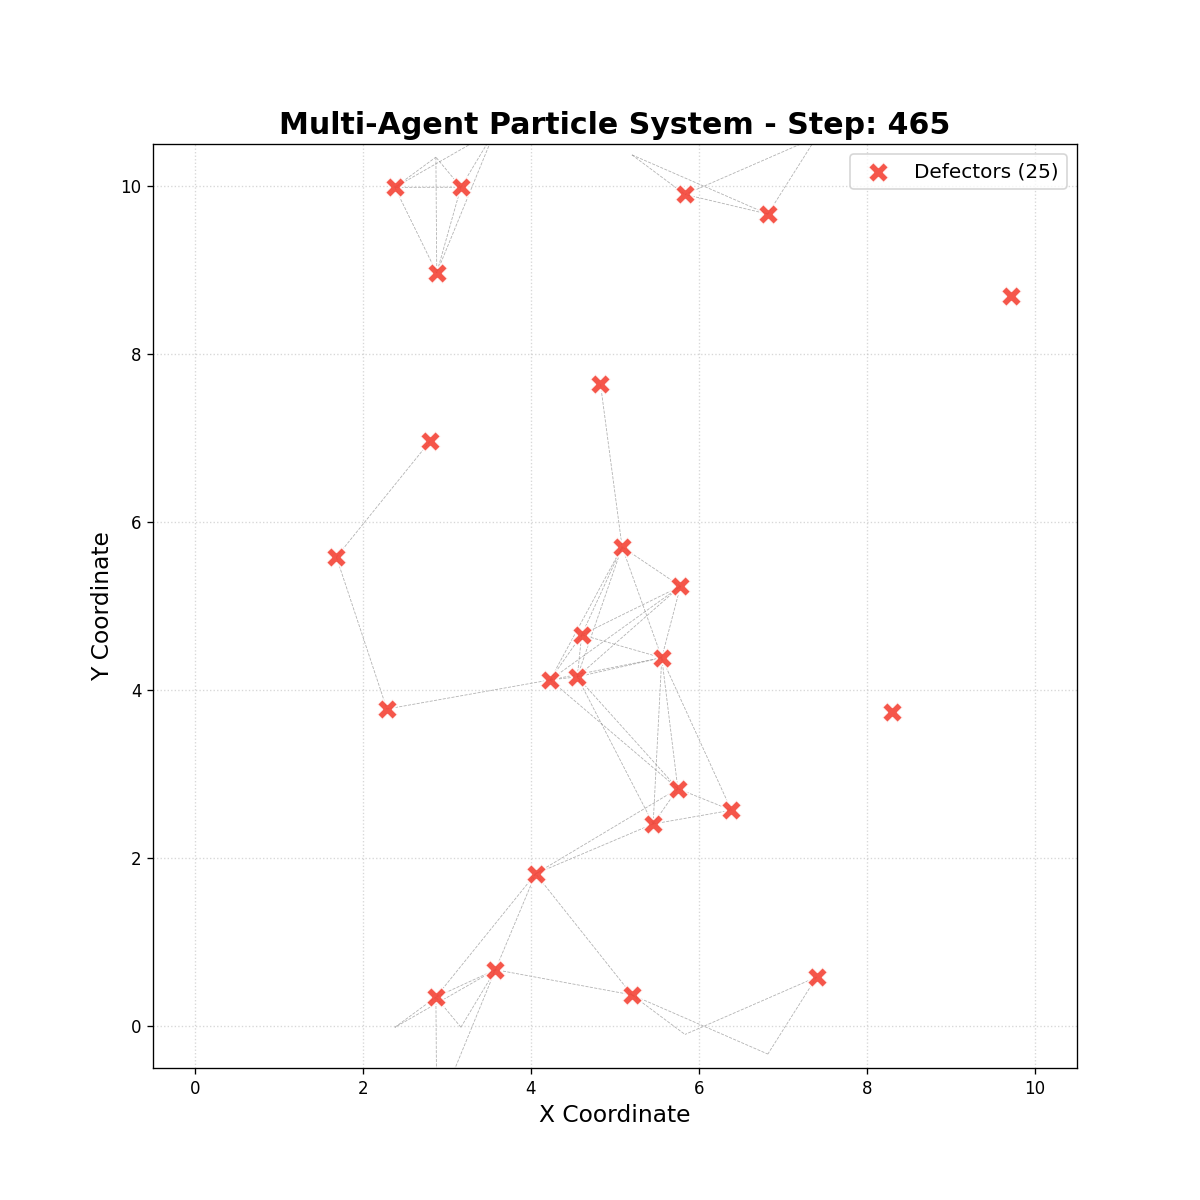 Multi-Agent Particle System - Step: 465
Defectors (25)
Y Coordinate
10
8
6
4
2
0
0 2 4 6 8 10
X Coordinate